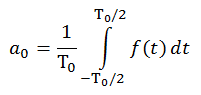 a₀ = 1/T₀ ∫_{-T₀/2}^{T₀/2} f(t) dt